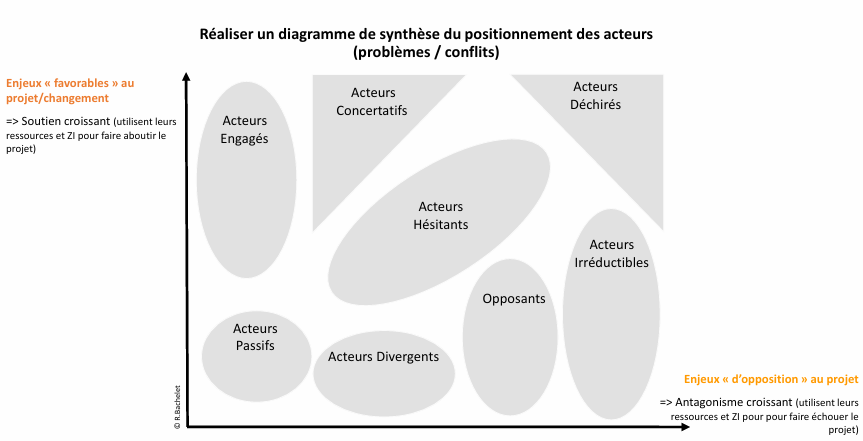 Réaliser un diagramme de synthèse du positionnement des acteurs
(problèmes / conflits)
Enjeux « favorables » au
projet/changement
=> Soutien croissant (utilisent leurs
ressources et ZI pour faire aboutir le
projet)
Acteurs
Engagés
Acteurs
Concertatifs
Acteurs
Déchirés
Acteurs
Hésitants
Acteurs
Irréductibles
Opposants
Acteurs
Passifs
Acteurs Divergents
© R.Bachelet
Enjeux « d’opposition » au projet
=> Antagonisme croissant (utilisent leurs
ressources et ZI pour pour faire échouer le
projet)